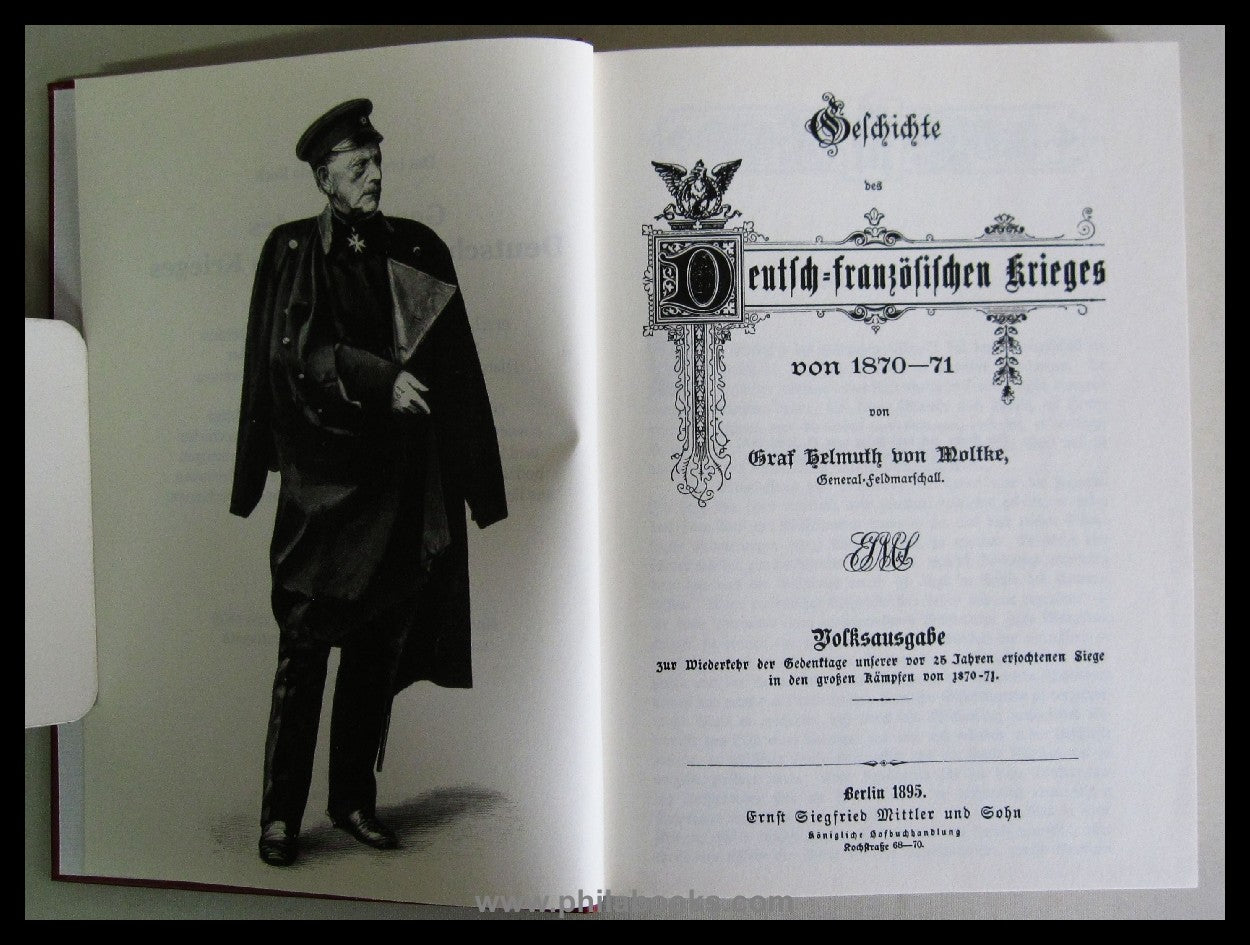 Geschichte
des
Deutsch-französischen Krieges
von 1870—71
von
Graf Helmuth von Moltke,
General-Feldmarschall.
Volksausgabe
zur Wiederkehr der Gedenktage unserer vor 25 Jahren erfochtenen Siege
in den großen Kämpfen von 1870-71.
Berlin 1895.
Ernst Siegfried Mittler und Sohn
Königliche Hofbuchhandlung
Kochstraße 68—70.
www.philabooks.com